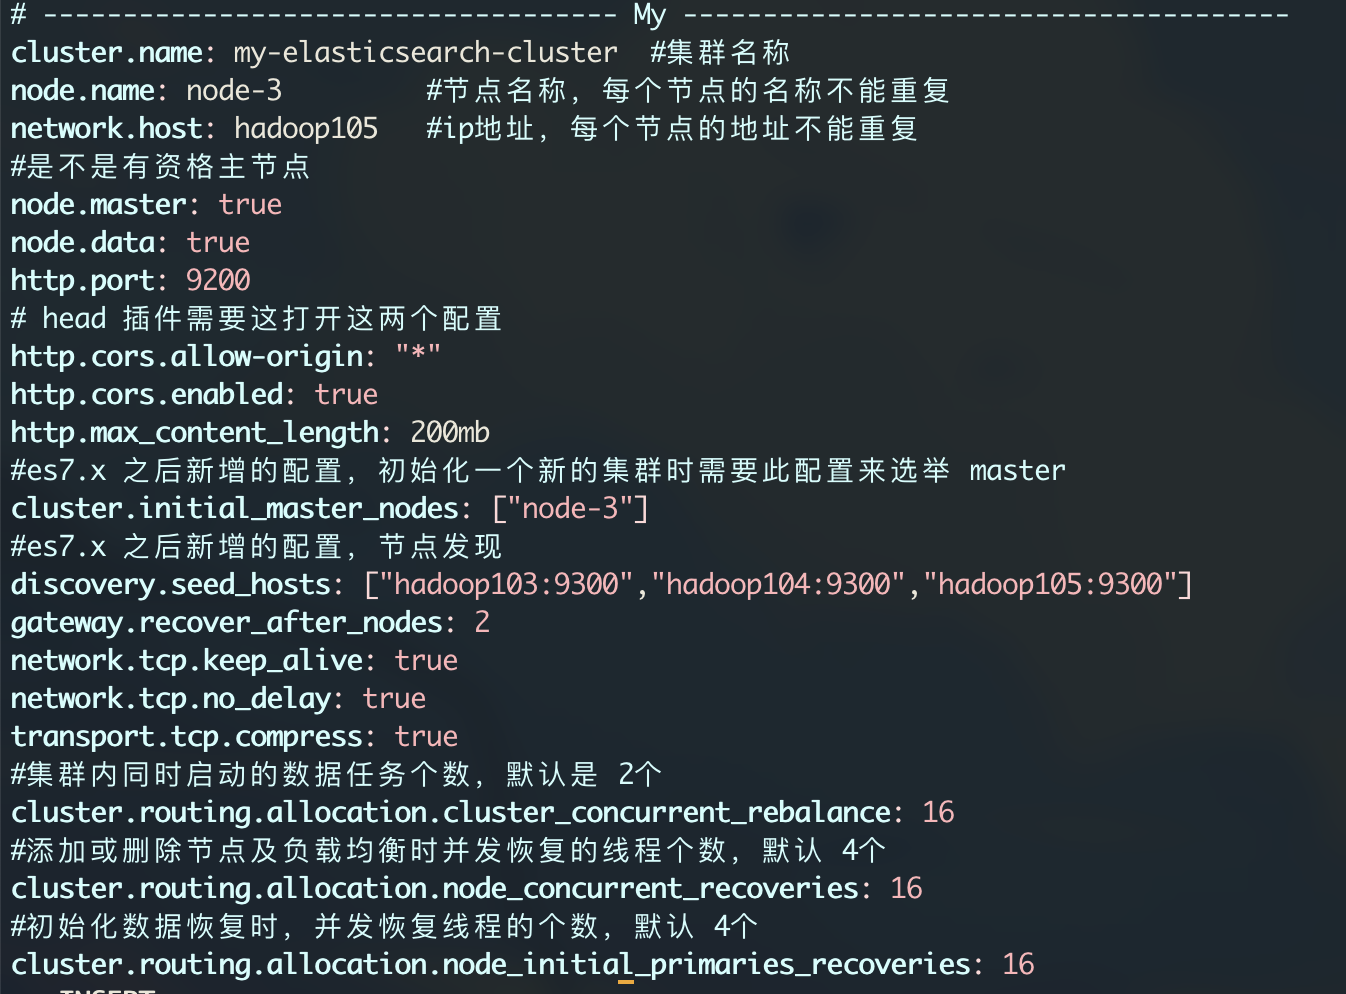 # ------------------------------------ My --------------------------------------
cluster.name: my-elasticsearch-cluster  #集群名称
node.name: node-3         #节点名称，每个节点的名称不能重复
network.host: hadoop105   #ip地址，每个节点的地址不能重复
#是不是有资格主节点
node.master: true
node.data: true
http.port: 9200
# head 插件需要这打开这两个配置
http.cors.allow-origin: "*"
http.cors.enabled: true
http.max_content_length: 200mb
#es7.x 之后新增的配置，初始化一个新的集群时需要此配置来选举 master
cluster.initial_master_nodes: ["node-3"]
#es7.x 之后新增的配置，节点发现
discovery.seed_hosts: ["hadoop103:9300","hadoop104:9300","hadoop105:9300"]
gateway.recover_after_nodes: 2
network.tcp.keep_alive: true
network.tcp.no_delay: true
transport.tcp.compress: true
#集群内同时启动的数据任务个数，默认是 2个
cluster.routing.allocation.cluster_concurrent_rebalance: 16
#添加或删除节点及负载均衡时并发恢复的线程个数，默认 4个
cluster.routing.allocation.node_concurrent_recoveries: 16
#初始化数据恢复时，并发恢复线程的个数，默认 4个
cluster.routing.allocation.node_initial_primaries_recoveries: 16
-- INSERT